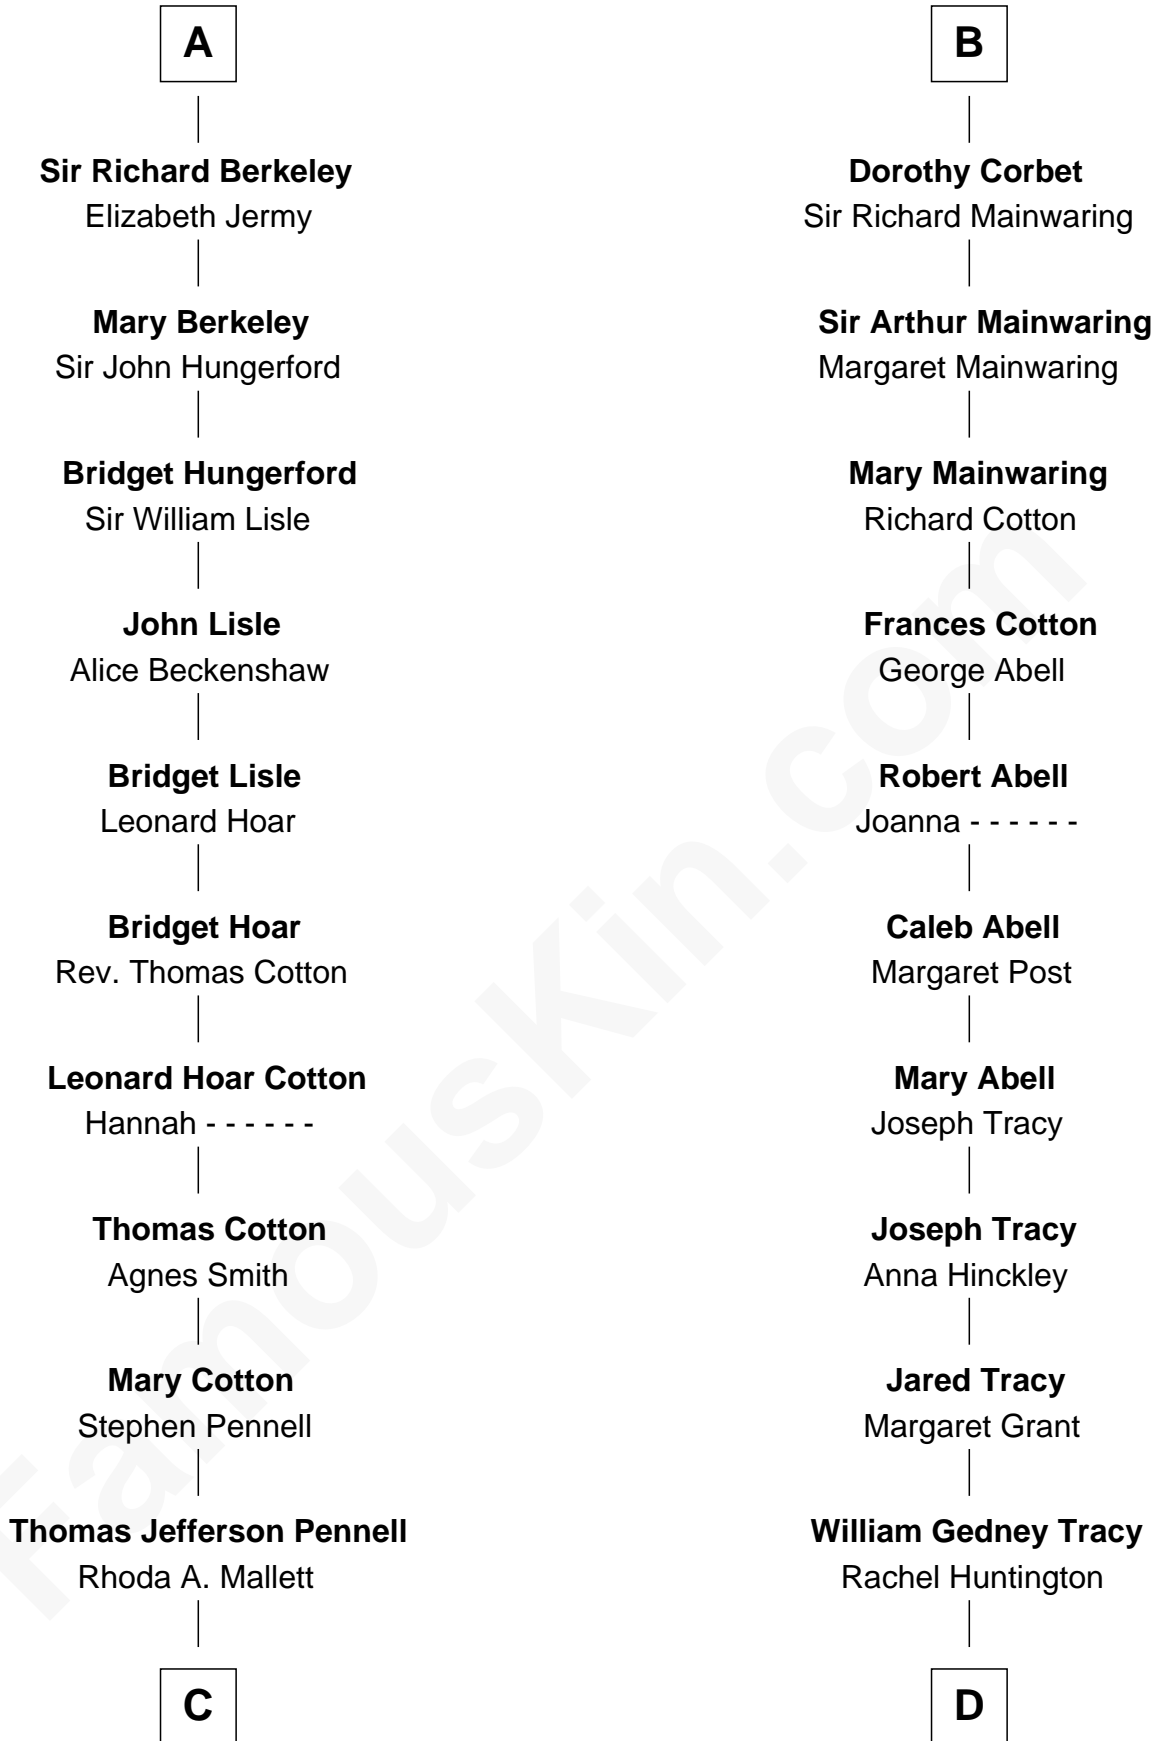 A
Sir Richard Berkeley
Elizabeth Jermy
Mary Berkeley
Sir John Hungerford
Bridget Hungerford
Sir William Lisle
John Lisle
Alice Beckenshaw
Bridget Lisle
Leonard Hoar
Bridget Hoar
Rev. Thomas Cotton
Leonard Hoar Cotton
Hannah - - - - - -
Thomas Cotton
Agnes Smith
Mary Cotton
Stephen Pennell
Thomas Jefferson Pennell
Rhoda A. Mallett
C
B
Dorothy Corbet
Sir Richard Mainwaring
Sir Arthur Mainwaring
Margaret Mainwaring
Mary Mainwaring
Richard Cotton
Frances Cotton
George Abell
Robert Abell
Joanna - - - - - -
Caleb Abell
Margaret Post
Mary Abell
Joseph Tracy
Joseph Tracy
Anna Hinckley
Jared Tracy
Margaret Grant
William Gedney Tracy
Rachel Huntington
D
FamousKin.com